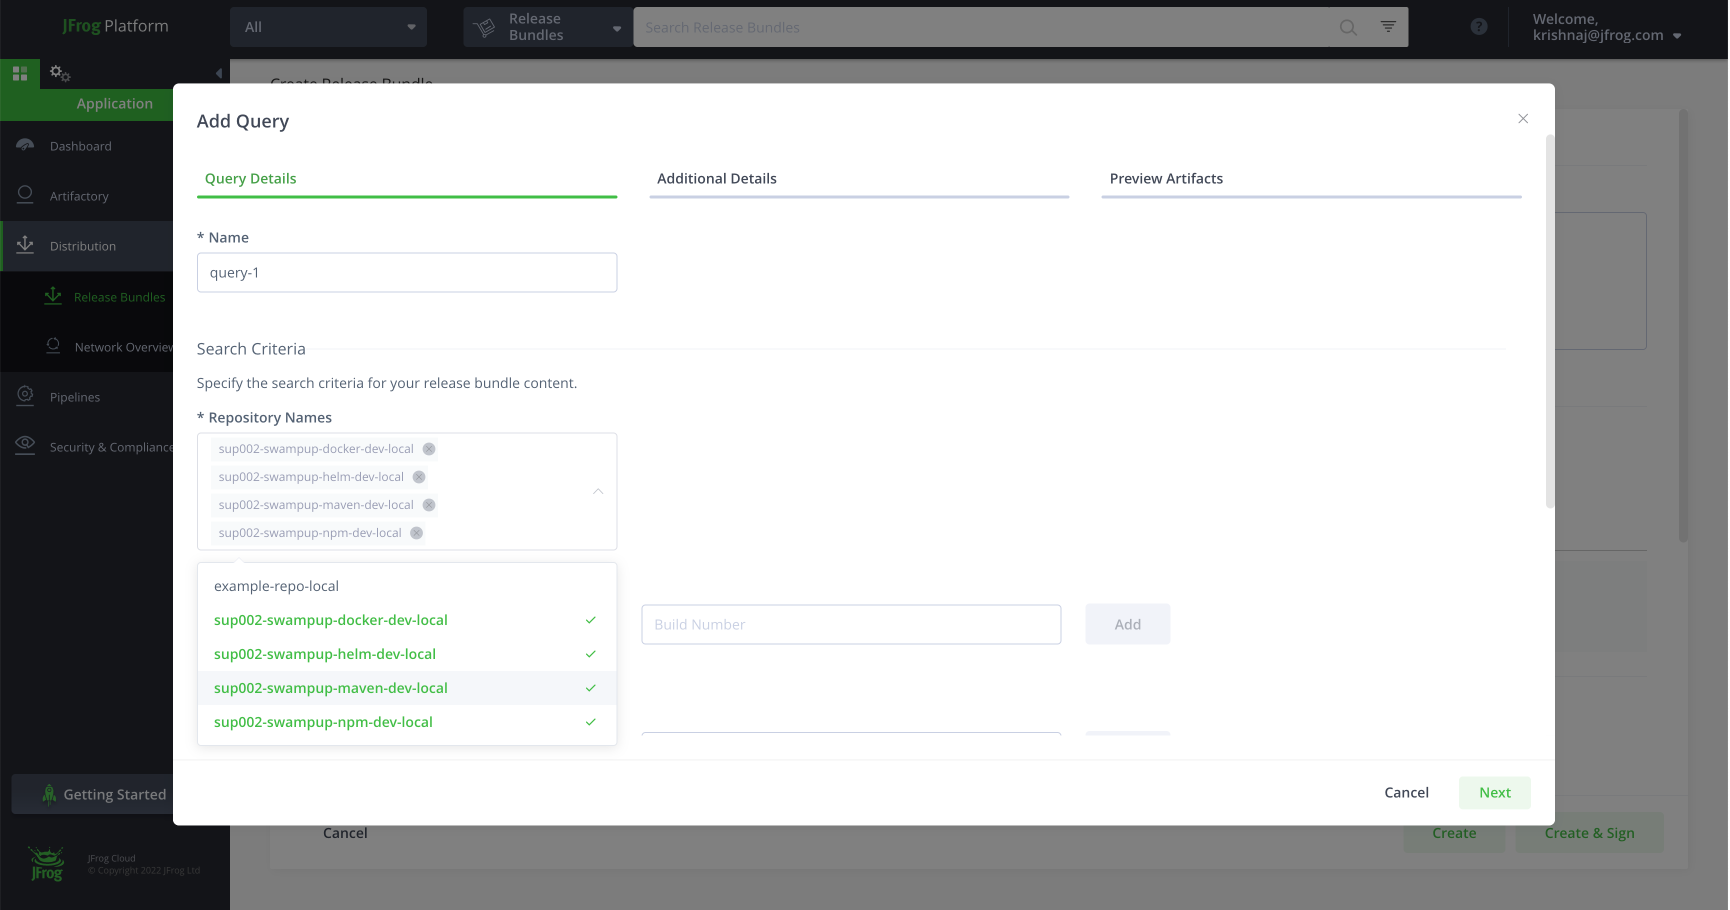 JFrog Platform
All
Release
Bundles
Search Release Bundles
?
Welcome,
krishnaj@jfrog.com
Application
Create Release Bundle
Dashboard
Artifactory
Distribution
Release Bundles
Network Overview
Pipelines
Security & Compliance
Getting Started
JFrog
JFrog Cloud
© Copyright 2022 JFrog Ltd
Add Query
Query Details
Additional Details
Preview Artifacts
* Name
query-1
Search Criteria
Specify the search criteria for your release bundle content.
* Repository Names
sup002-swampup-docker-dev-local
sup002-swampup-helm-dev-local
sup002-swampup-maven-dev-local
sup002-swampup-npm-dev-local
example-repo-local
sup002-swampup-docker-dev-local
sup002-swampup-helm-dev-local
sup002-swampup-maven-dev-local
sup002-swampup-npm-dev-local
Build Number
Add
Cancel
Next
Cancel
Create
Create & Sign